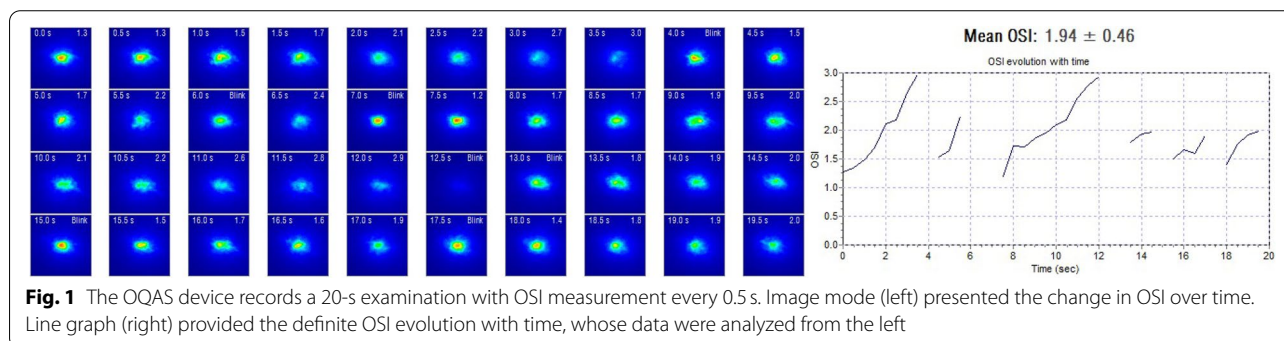 0.0 s 1.3 0.5 s 1.3 1.0 s 1.5 1.5 s 1.7 2.0 s 2.1 2.5 s 2.2 3.0 s 2.7 3.5 s 3.0 4.0 s Blink 4.5 s 1.5
5.0 s 1.7 5.5 s 2.2 6.0 s Blink 6.5 s 2.4 7.0 s Blink 7.5 s 1.2 8.0 s 1.7 8.5 s 1.7 9.0 s 1.9 9.5 s 2.0
10.0 s 2.1 10.5 s 2.2 11.0 s 2.6 11.5 s 2.8 12.0 s 2.9 12.5 s 13.0 s Blink 13.5 s 1.8 14.0 s 1.9 14.5 s 2.0
15.0 s Blink 15.5 s 1.5 16.0 s 1.7 16.5 s 1.6 17.0 s 1.9 17.5 s Blink 18.0 s 1.4 18.5 s 1.8 19.0 s 1.9 19.5 s 2.0
Mean OSI: 1.94 ± 0.46
OSI evolution with time
3.0
2.5
2.0
1.5
1.0
0.5
0.0
OSI
0 2 4 6 8 10 12 14 16 18 20
Time (sec)
Fig. 1 The OQAS device records a 20-s examination with OSI measurement every 0.5 s. Image mode (left) presented the change in OSI over time.
Line graph (right) provided the definite OSI evolution with time, whose data were analyzed from the left